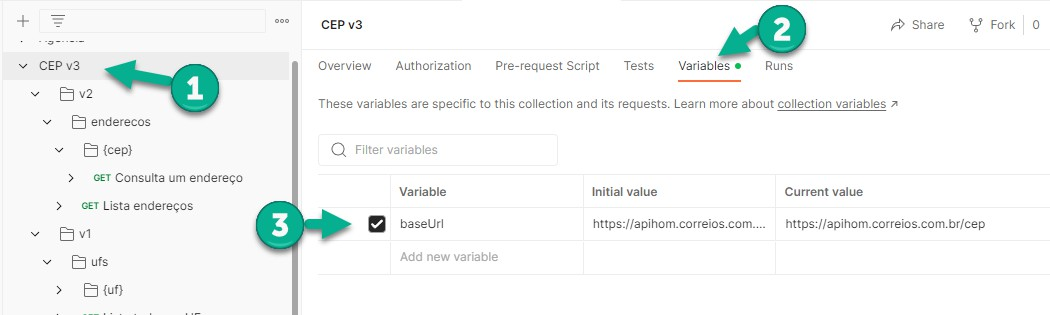 Agência
CEP v3
1
v2
enderecos
{cep}
GET Consulta um endereço
GET Lista endereços
v1
ufs
{uf}
CEP v3
Share
Fork
0
2
Overview
Authorization
Pre-request Script
Tests
Variables
Runs
These variables are specific to this collection and its requests. Learn more about collection variables ↗
Filter variables
Variable
Initial value
Current value
3
baseUrl
https://apihom.correios.com....
https://apihom.correios.com.br/cep
Add new variable